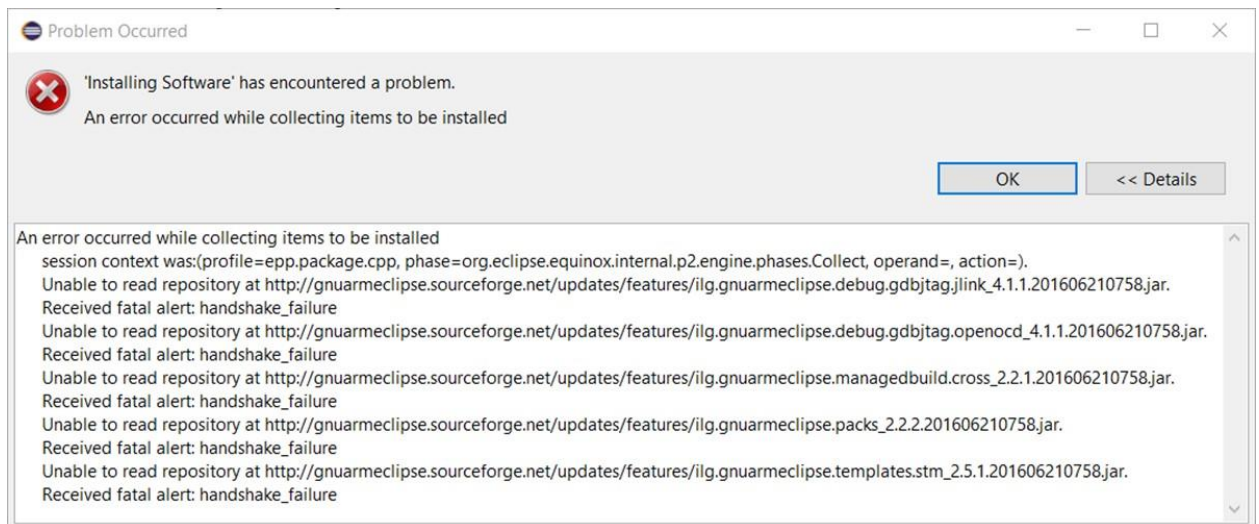 Problem Occurred
'Installing Software' has encountered a problem.
An error occurred while collecting items to be installed
OK
<< Details
An error occurred while collecting items to be installed
session context was:(profile=epp.package.cpp, phase=org.eclipse.equinox.internal.p2.engine.phases.Collect, operand=, action=).
Unable to read repository at http://gnuarmeclipse.sourceforge.net/updates/features/ilg.gnuarmeclipse.debug.gdbjtag.jlink_4.1.1.201606210758.jar.
Received fatal alert: handshake_failure
Unable to read repository at http://gnuarmeclipse.sourceforge.net/updates/features/ilg.gnuarmeclipse.debug.gdbjtag.openocd_4.1.1.201606210758.jar.
Received fatal alert: handshake_failure
Unable to read repository at http://gnuarmeclipse.sourceforge.net/updates/features/ilg.gnuarmeclipse.managedbuild.cross_2.2.1.201606210758.jar.
Received fatal alert: handshake_failure
Unable to read repository at http://gnuarmeclipse.sourceforge.net/updates/features/ilg.gnuarmeclipse.packs_2.2.2.201606210758.jar.
Received fatal alert: handshake_failure
Unable to read repository at http://gnuarmeclipse.sourceforge.net/updates/features/ilg.gnuarmeclipse.templates.stm_2.5.1.201606210758.jar.
Received fatal alert: handshake_failure